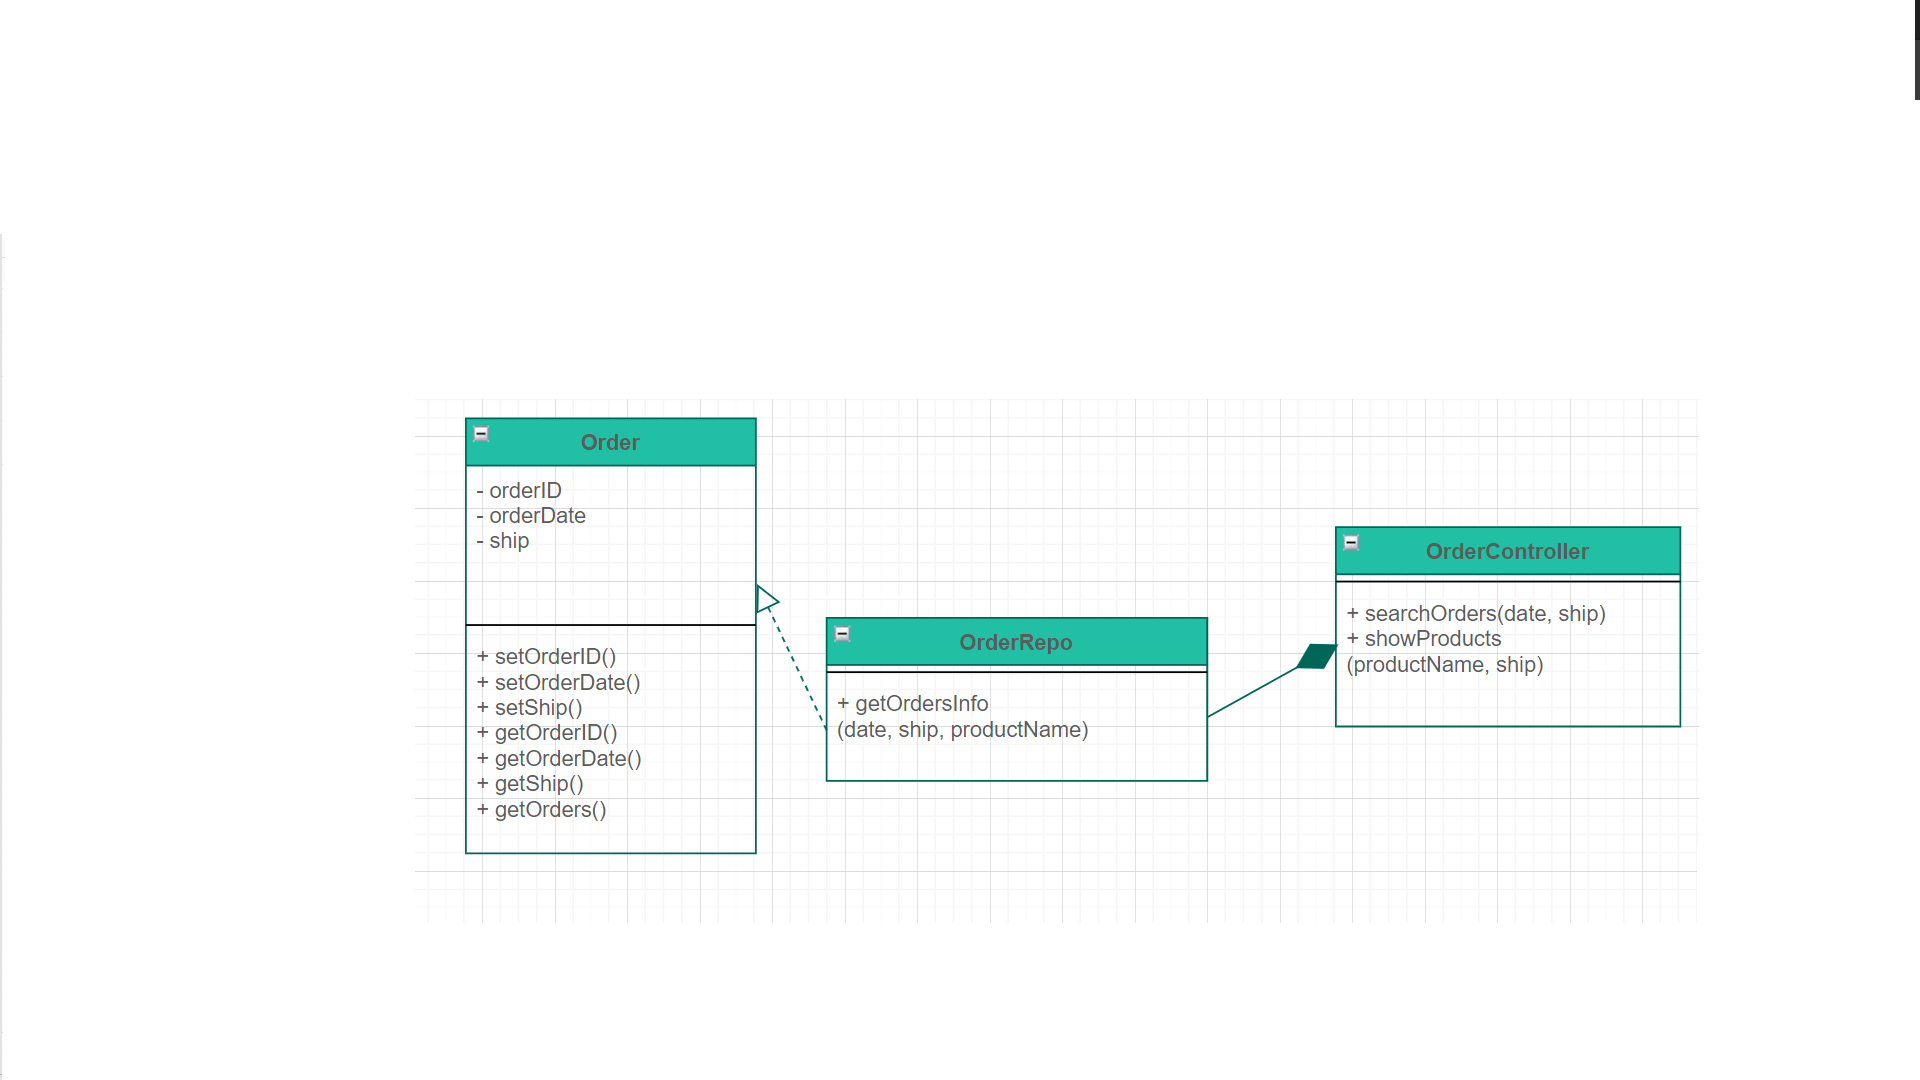 Order
- orderID
- orderDate
- ship
+ setOrderID()
+ setOrderDate()
+ setShip()
+ getOrderID()
+ getOrderDate()
+ getShip()
+ getOrders()
OrderRepo
+ getOrdersInfo
(date, ship, productName)
OrderController
+ searchOrders(date, ship)
+ showProducts
(productName, ship)